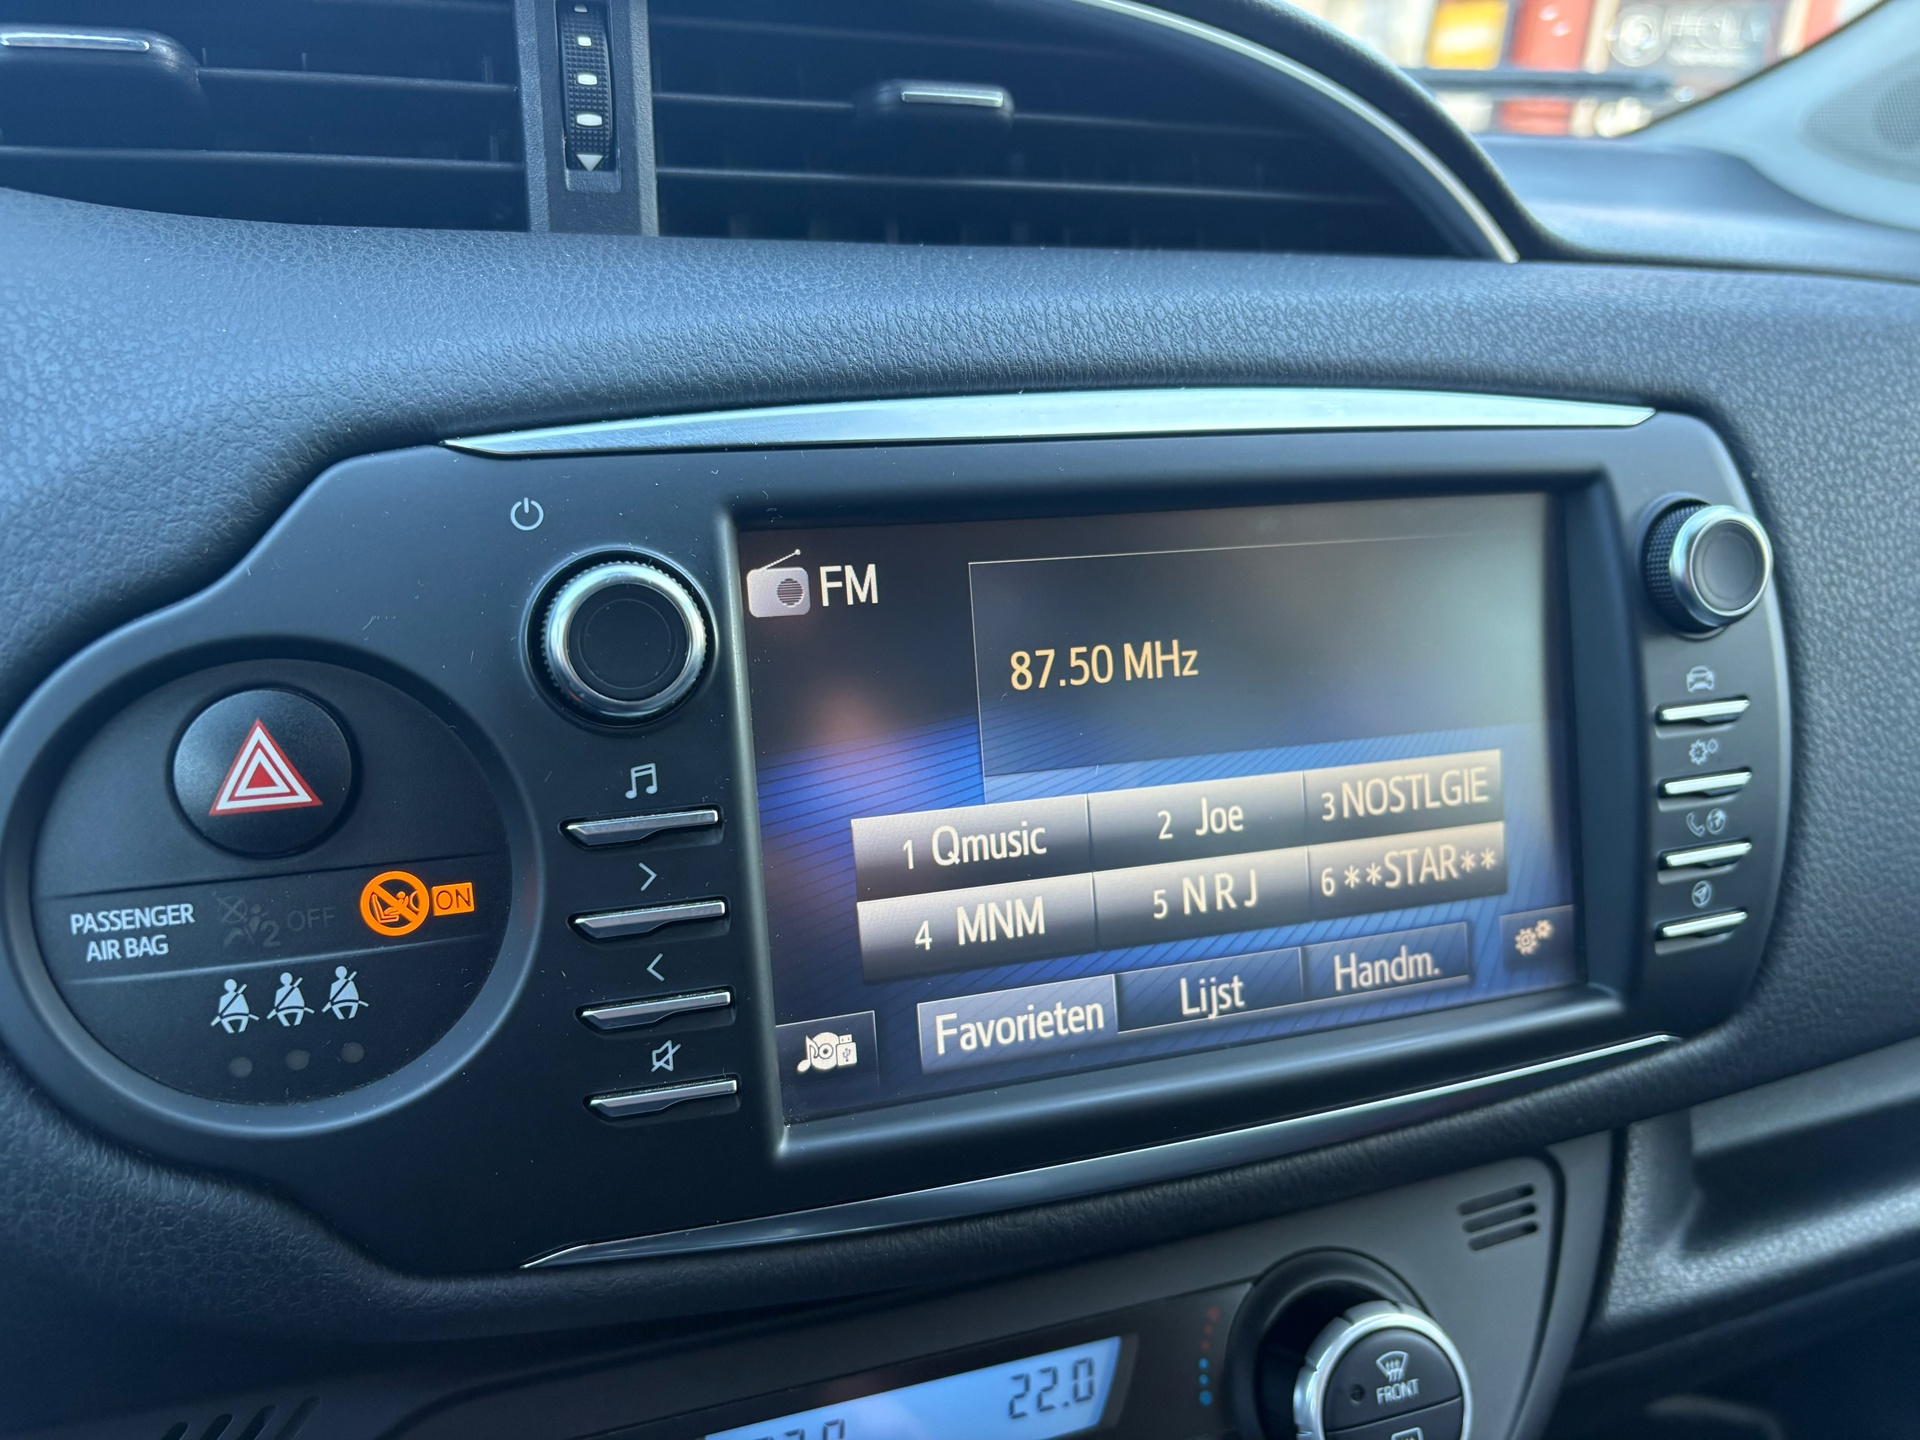 FM
87.50 MHz
1 Qmusic
2 Joe
3 NOSTLGIE
4 MNM
5 N R J
6 **STAR**
Favorieten
Lijst
Handm.
PASSENGER
AIR BAG
2 OFF
ON
22.0
FRONT